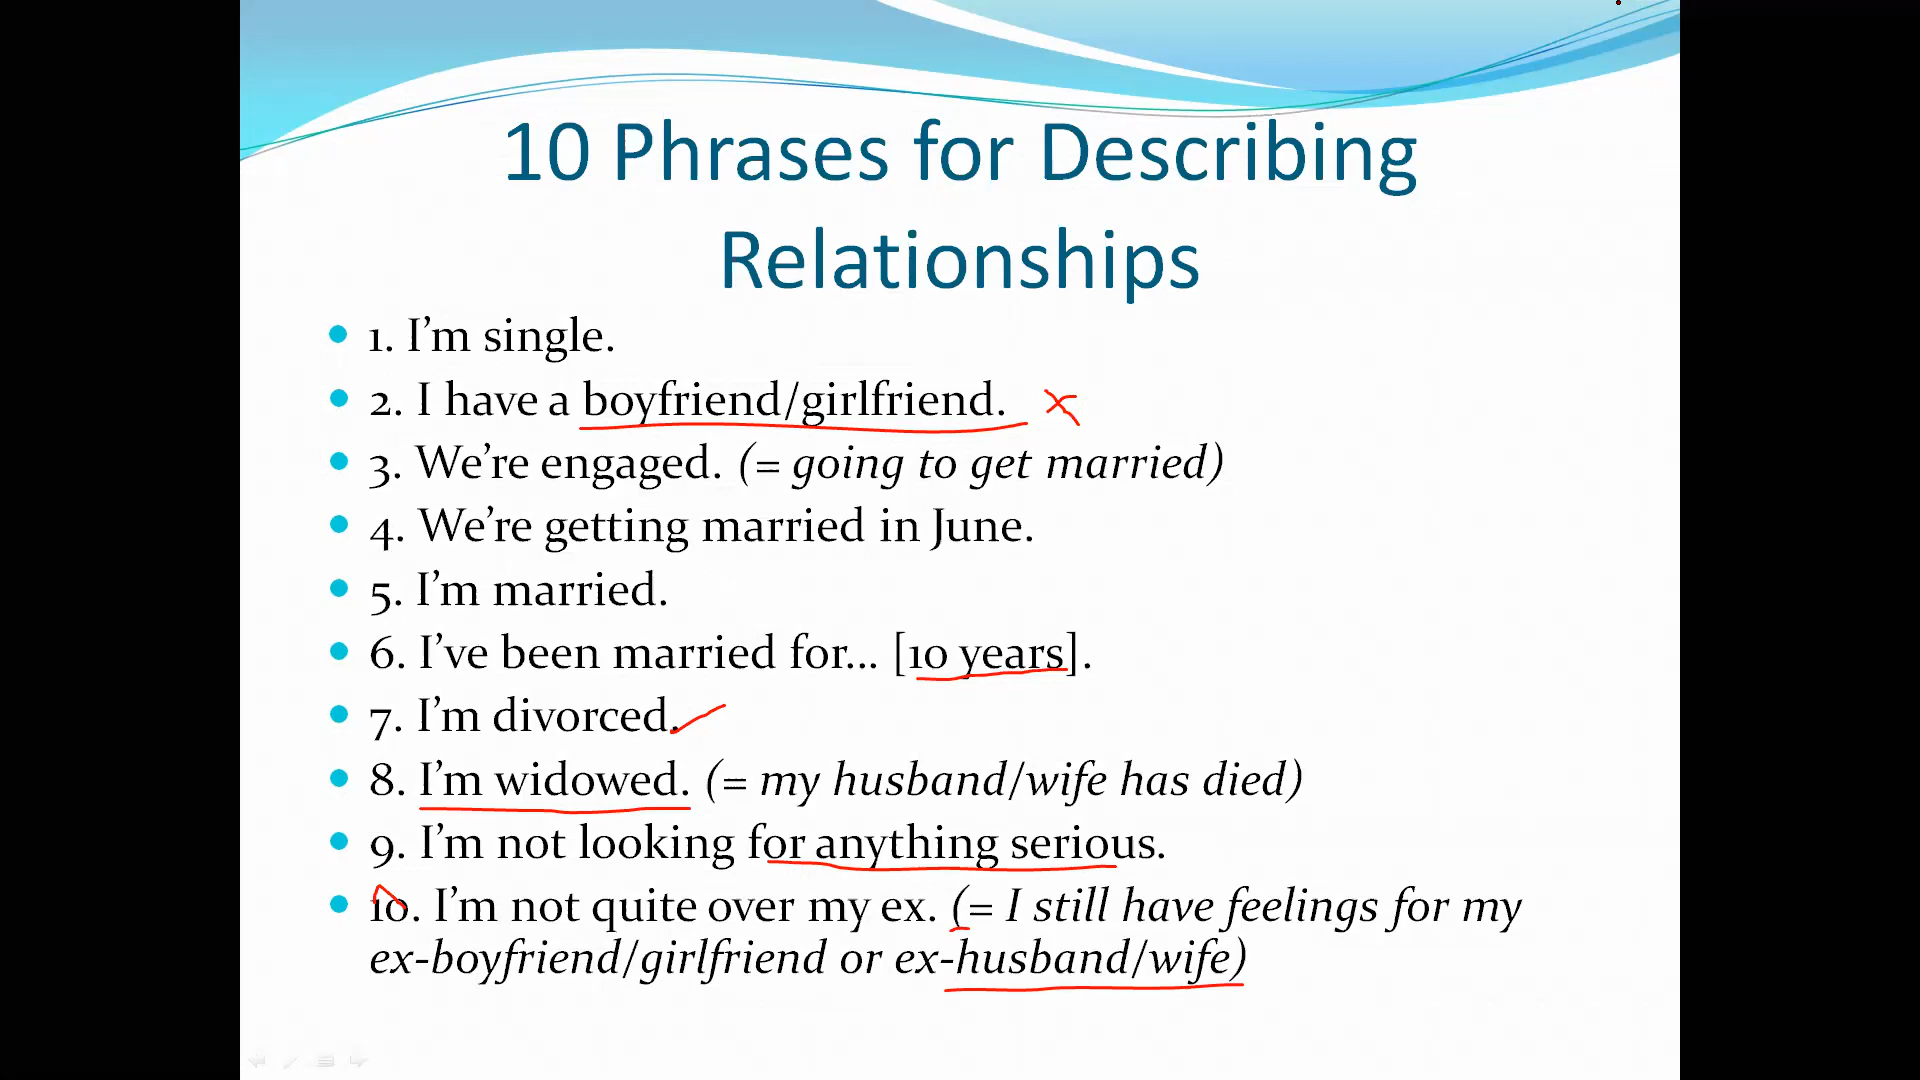 10 Phrases for Describing
Relationships
1. I’m single.
2. I have a boyfriend/girlfriend.
3. We’re engaged. (= going to get married)
4. We’re getting married in June.
5. I’m married.
6. I’ve been married for... [10 years].
7. I’m divorced.
8. I’m widowed. (= my husband/wife has died)
9. I’m not looking for anything serious.
10. I’m not quite over my ex. (= I still have feelings for my
ex-boyfriend/girlfriend or ex-husband/wife)